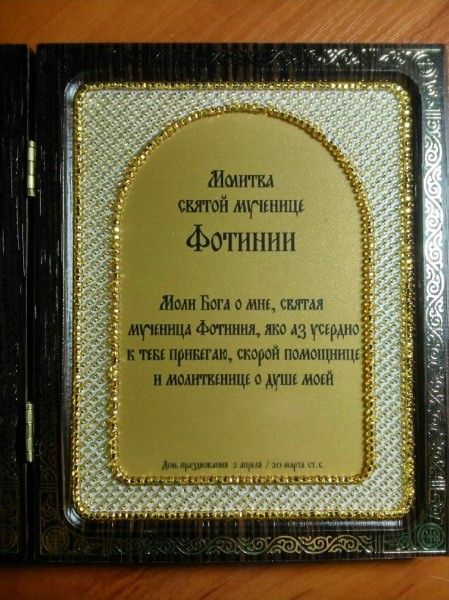 Молитва
святой мученице
Фотинии
Моли Бога о мне, святая
мученица Фотиния, яко аз усердно
к тебе прибегаю, скорой помощнице
и молитвенице о душе моей
День празднования 2 апреля / 20 марта ст.с.